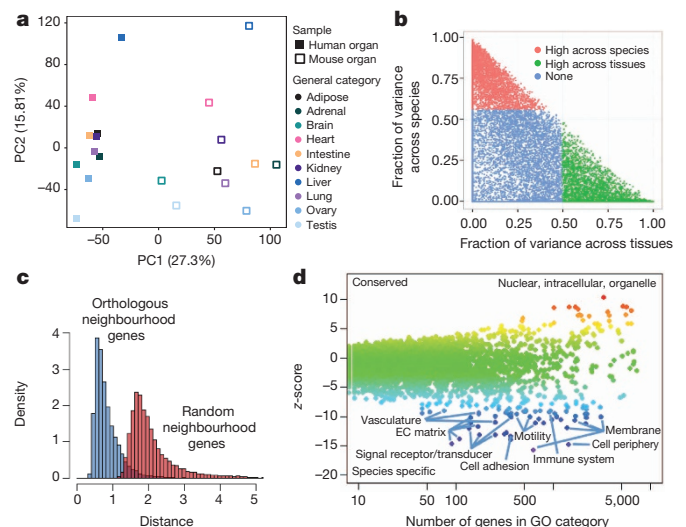 a
120
80
40
0
−40
PC2 (15.81%)
−50
0
50
100
PC1 (27.3%)
Sample
Human organ
Mouse organ
General category
Adipose
Adrenal
Brain
Heart
Intestine
Kidney
Liver
Lung
Ovary
Testis
b
1.00
0.75
0.50
0.25
0.00
Fraction of variance
across species
High across species
High across tissues
None
0.00
0.25
0.50
0.75
1.00
Fraction of variance across tissues
c
Orthologous
neighbourhood
genes
Random
neighbourhood
genes
4
3
2
1
0
Density
0
1
2
3
4
5
Distance
d
Conserved
Nuclear, intracellular, organelle
10
5
0
−5
−10
−15
−20
z-score
Vasculature
EC matrix
Signal receptor/transducer
Species specific
Motility
Cell adhesion
Immune system
Membrane
Cell periphery
10
50
100
500
5,000
Number of genes in GO category